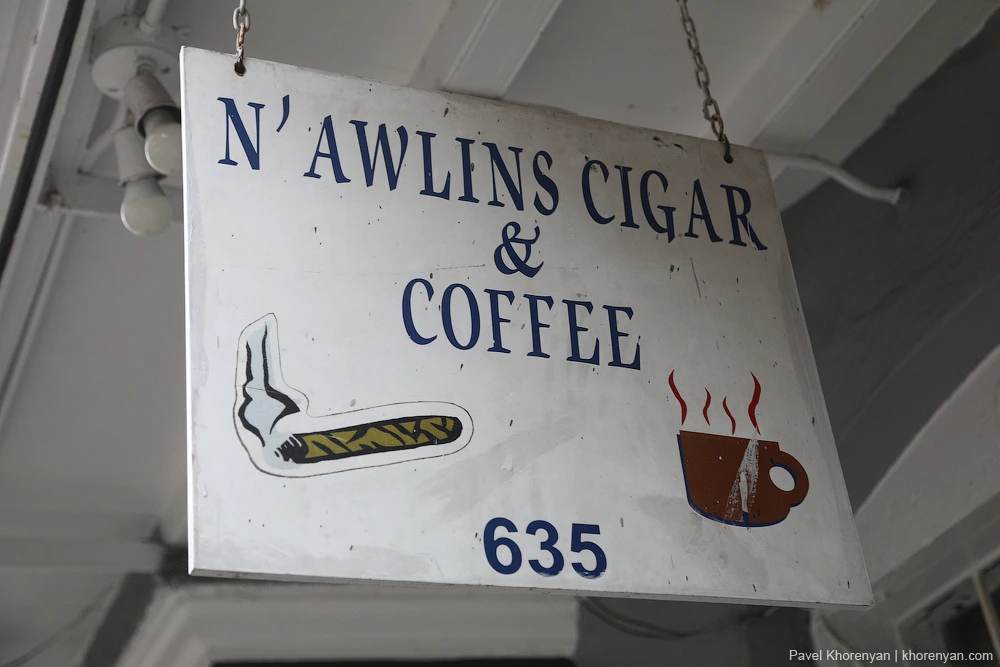 N'AWLINS CIGAR
&
COFFEE
635
Pavel Khorenyan | khorenyan.com